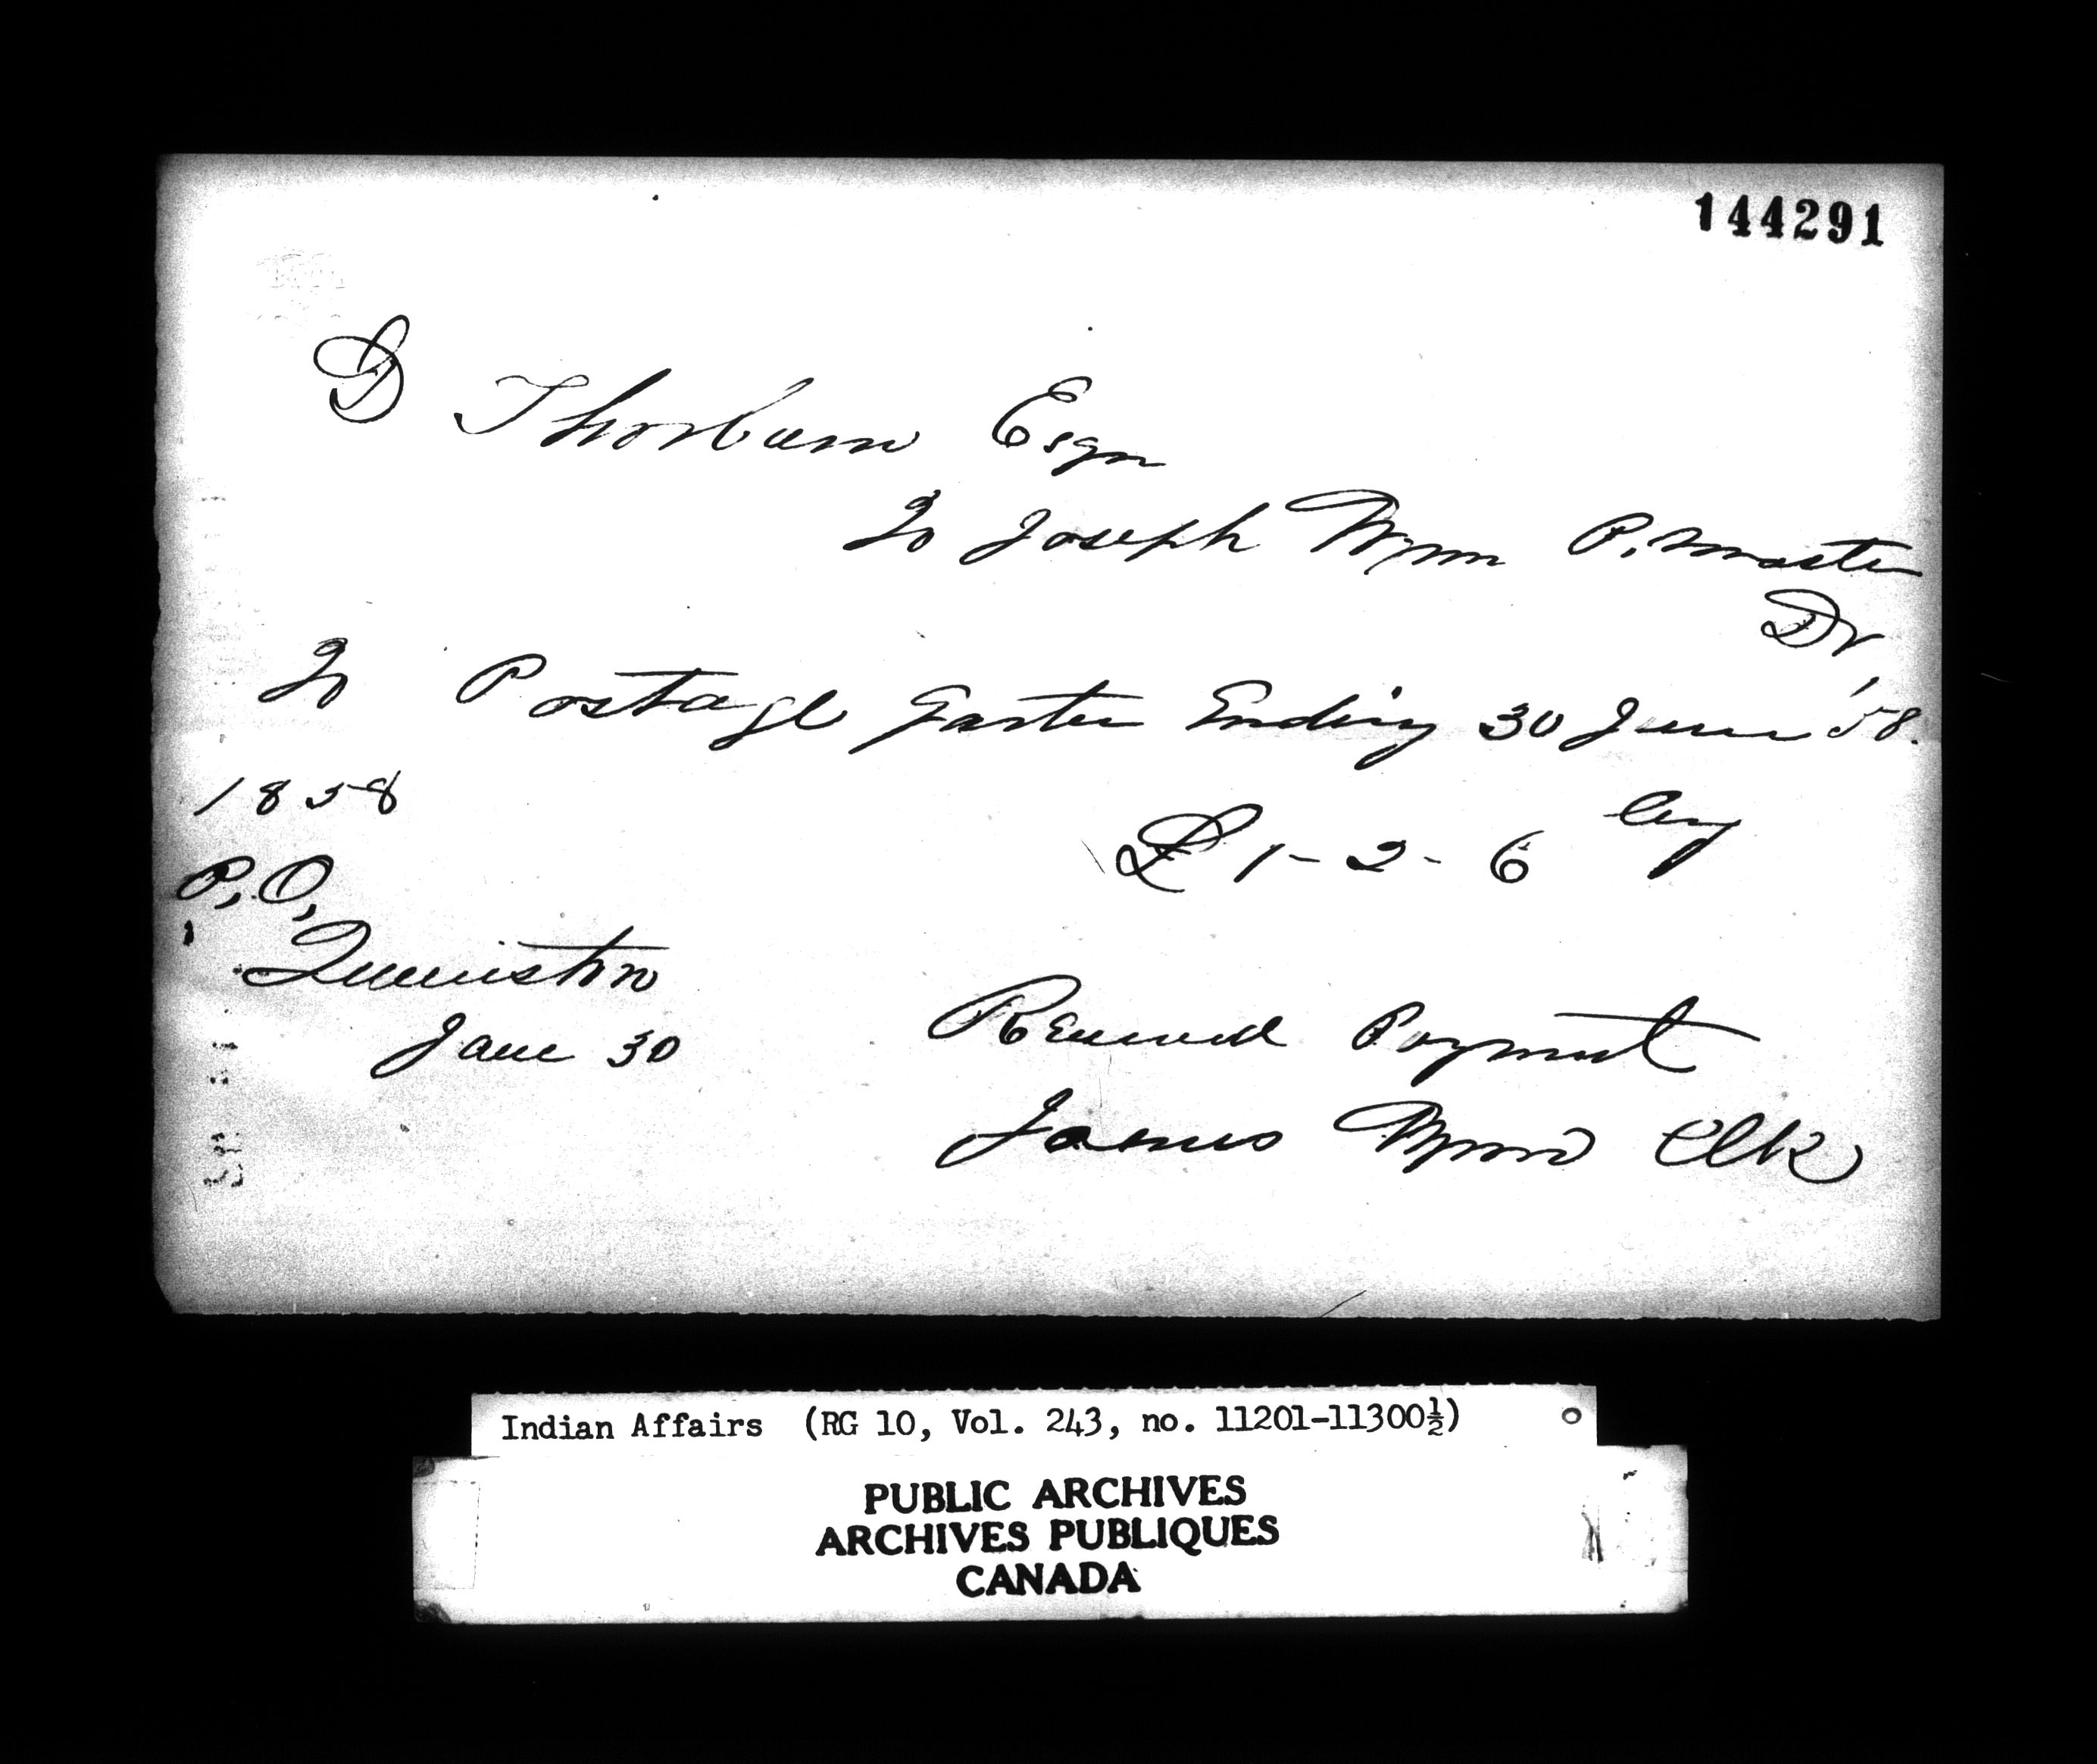 144291
D Thorburn Esqr
To Joseph Wynn P. Master
Dr
To Postage Qarter Ending 30 June '58.
1858
£ 1-2-6 Cuy
P.O.
Queenston
June 30
Received Payment
James Wynn Clk
Indian Affairs (RG 10, Vol. 243, no. 11201-11300½)
PUBLIC ARCHIVES
ARCHIVES PUBLIQUES
CANADA